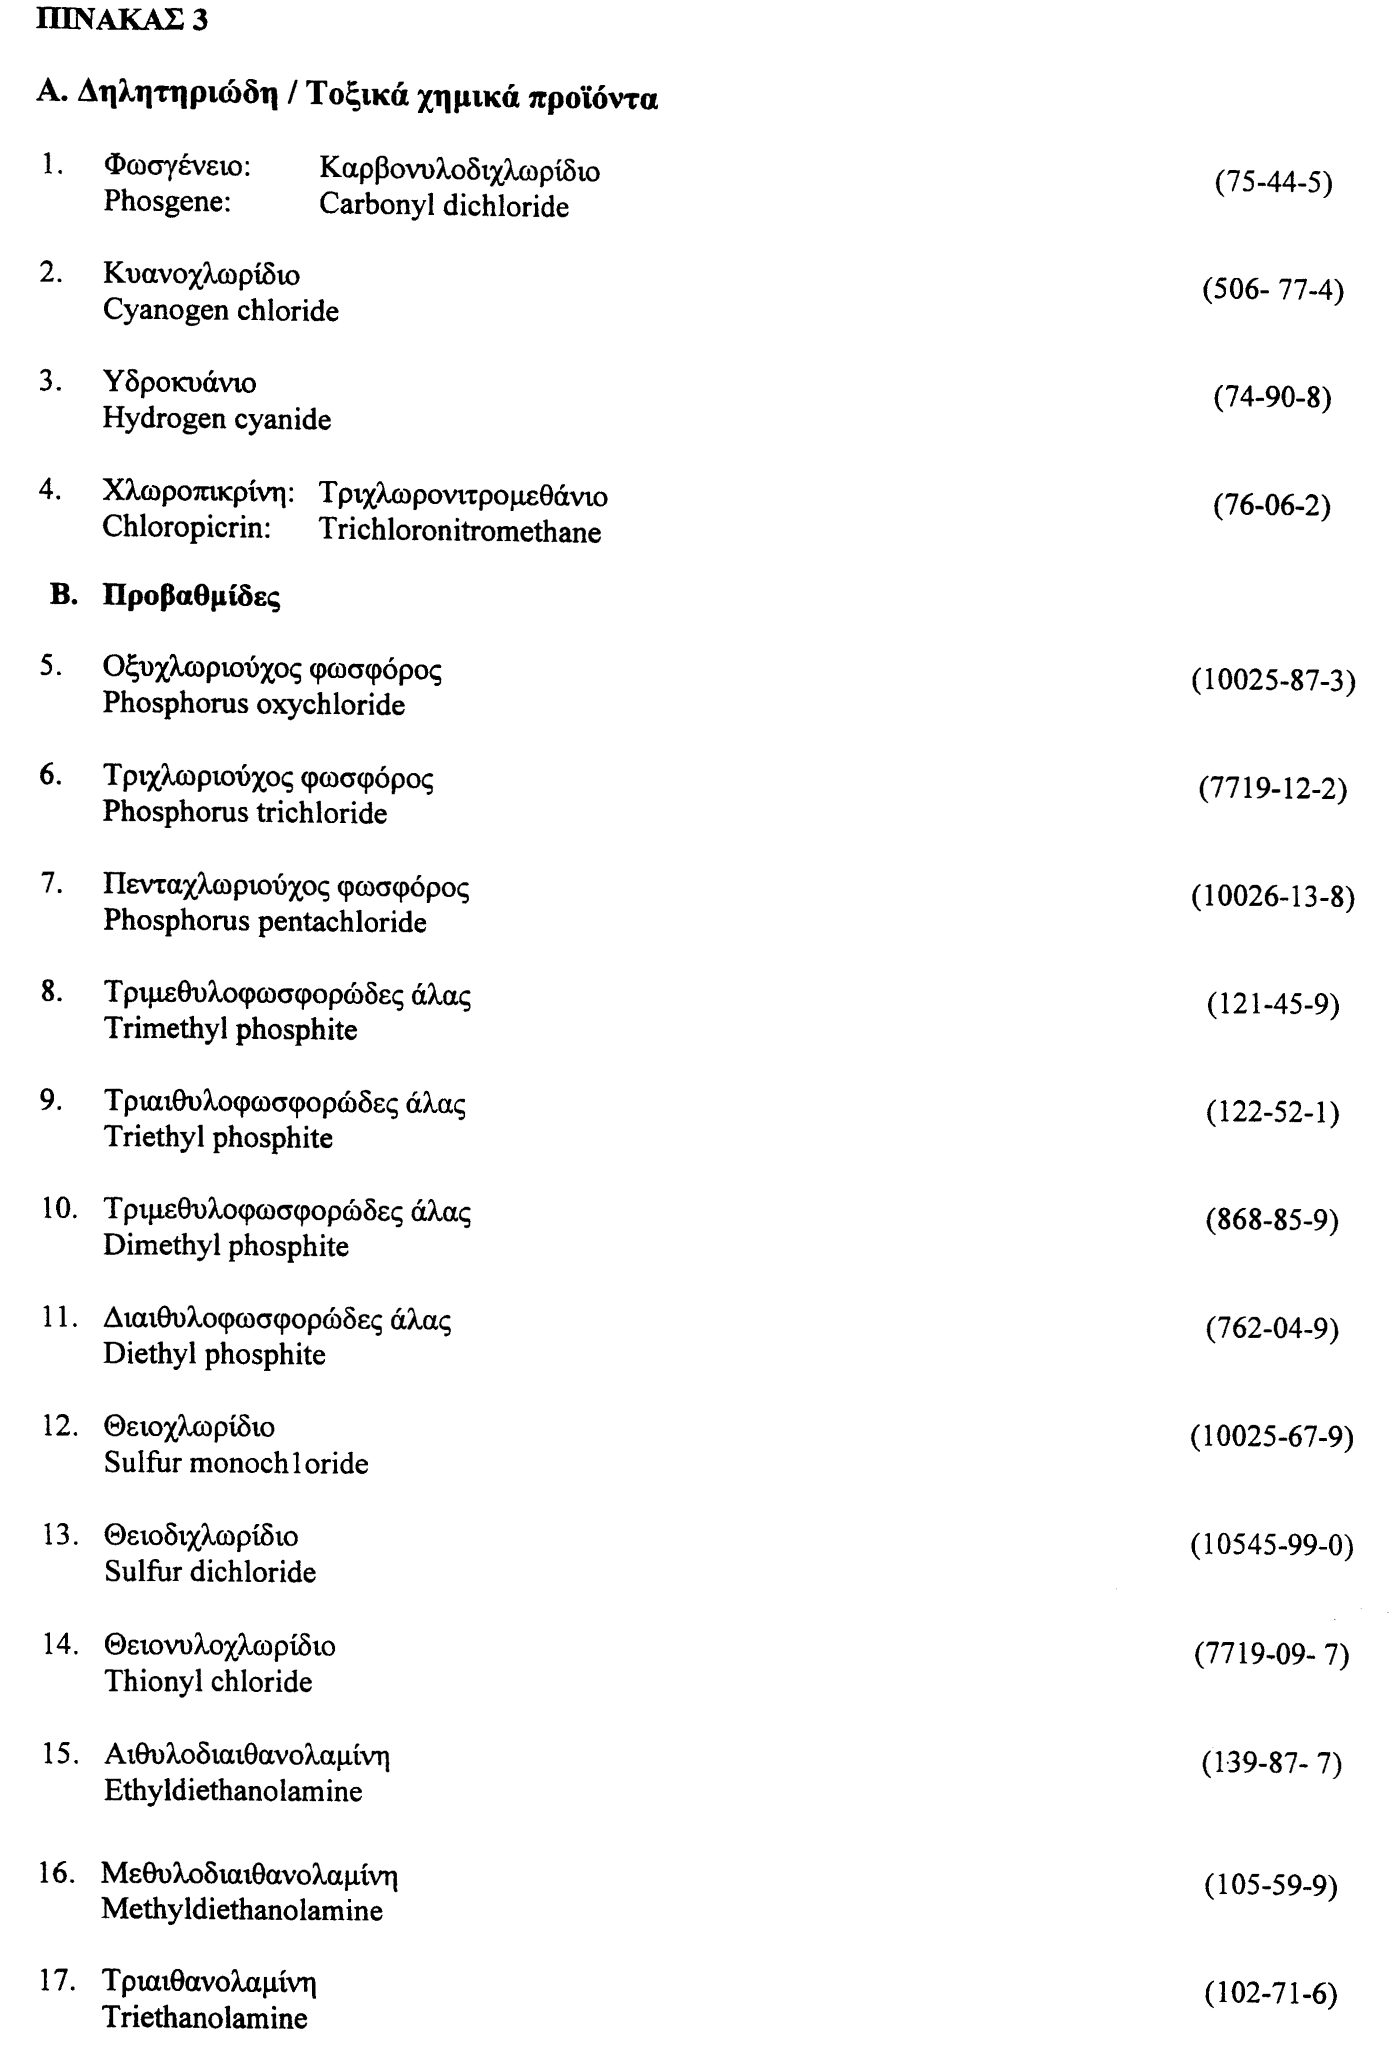 ΠΙΝΑΚΑΣ 3
Α. Δηλητηριώδη / Τοξικά χημικά προϊόντα
1. Φωσγένειο: Καρβονυλοδιχλωρίδιο (75-44-5)
Phosgene: Carbonyl dichloride
2. Κυανοχλωρίδιο (506- 77-4)
Cyanogen chloride
3. Υδροκυάνιο (74-90-8)
Hydrogen cyanide
4. Χλωροπικρίνη: Τριχλωρονιτρομεθάνιο (76-06-2)
Chloropicrin: Trichloronitromethane
Β. Προβαθμίδες
5. Οξυχλωριούχος φωσφόρος (10025-87-3)
Phosphorus oxychloride
6. Τριχλωριούχος φωσφόρος (7719-12-2)
Phosphorus trichloride
7. Πενταχλωριούχος φωσφόρος (10026-13-8)
Phosphorus pentachloride
8. Τριμεθυλοφωσφορώδες άλας (121-45-9)
Trimethyl phosphite
9. Τριαιθυλοφωσφορώδες άλας (122-52-1)
Triethyl phosphite
10. Τριμεθυλοφωσφορώδες άλας (868-85-9)
Dimethyl phosphite
11. Διαιθυλοφωσφορώδες άλας (762-04-9)
Diethyl phosphite
12. Θειοχλωρίδιο (10025-67-9)
Sulfur monochloride
13. Θειοδιχλωρίδιο (10545-99-0)
Sulfur dichloride
14. Θειονυλοχλωρίδιο (7719-09- 7)
Thionyl chloride
15. Αιθυλοδιαιθανολαμίνη (139-87- 7)
Ethyldiethanolamine
16. Μεθυλοδιαιθανολαμίνη (105-59-9)
Methyldiethanolamine
17. Τριαιθανολαμίνη (102-71-6)
Triethanolamine